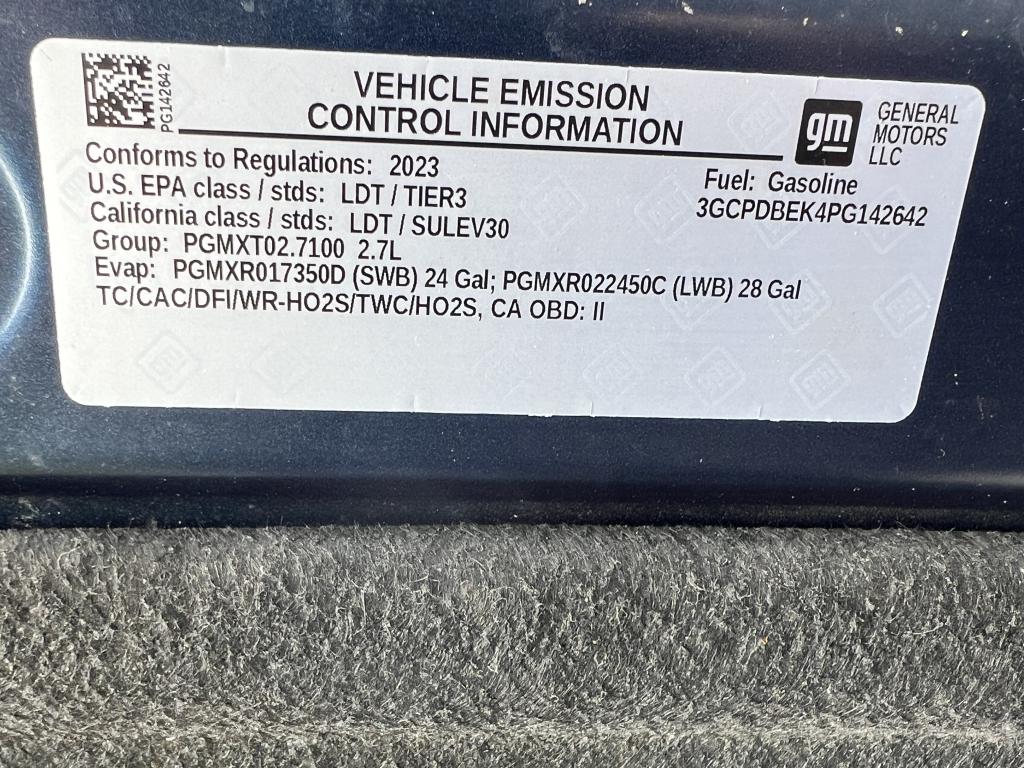 PG142642
VEHICLE EMISSION
CONTROL INFORMATION
gm
GENERAL
MOTORS
LLC
Conforms to Regulations: 2023
U.S. EPA class / stds: LDT / TIER3
California class / stds: LDT / SULEV30
Group: PGMXT02.7100 2.7L
Evap: PGMXR017350D (SWB) 24 Gal; PGMXR022450C (LWB) 28 Gal
TC/CAC/DFI/WR-HO2S/TWC/HO2S, CA OBD: II
Fuel: Gasoline
3GCPDBEK4PG142642